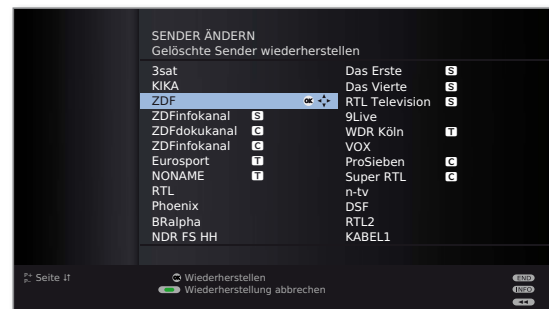 SENDER ÄNDERN
Gelöschte Sender wiederherstellen
3sat
KIKA
ZDF OK
ZDFinfokanal S
ZDFdokukanal C
ZDFinfokanal C
Eurosport T
NONAME T
RTL
Phoenix
BRalpha
NDR FS HH
Das Erste S
Das Vierte S
RTL Television S
9Live
WDR Köln T
VOX
ProSieben C
Super RTL C
n-tv
DSF
RTL2
KABEL1
P+
P- Seite ↓↑
OK Wiederherstellen
Wiederherstellung abbrechen
END
INFO